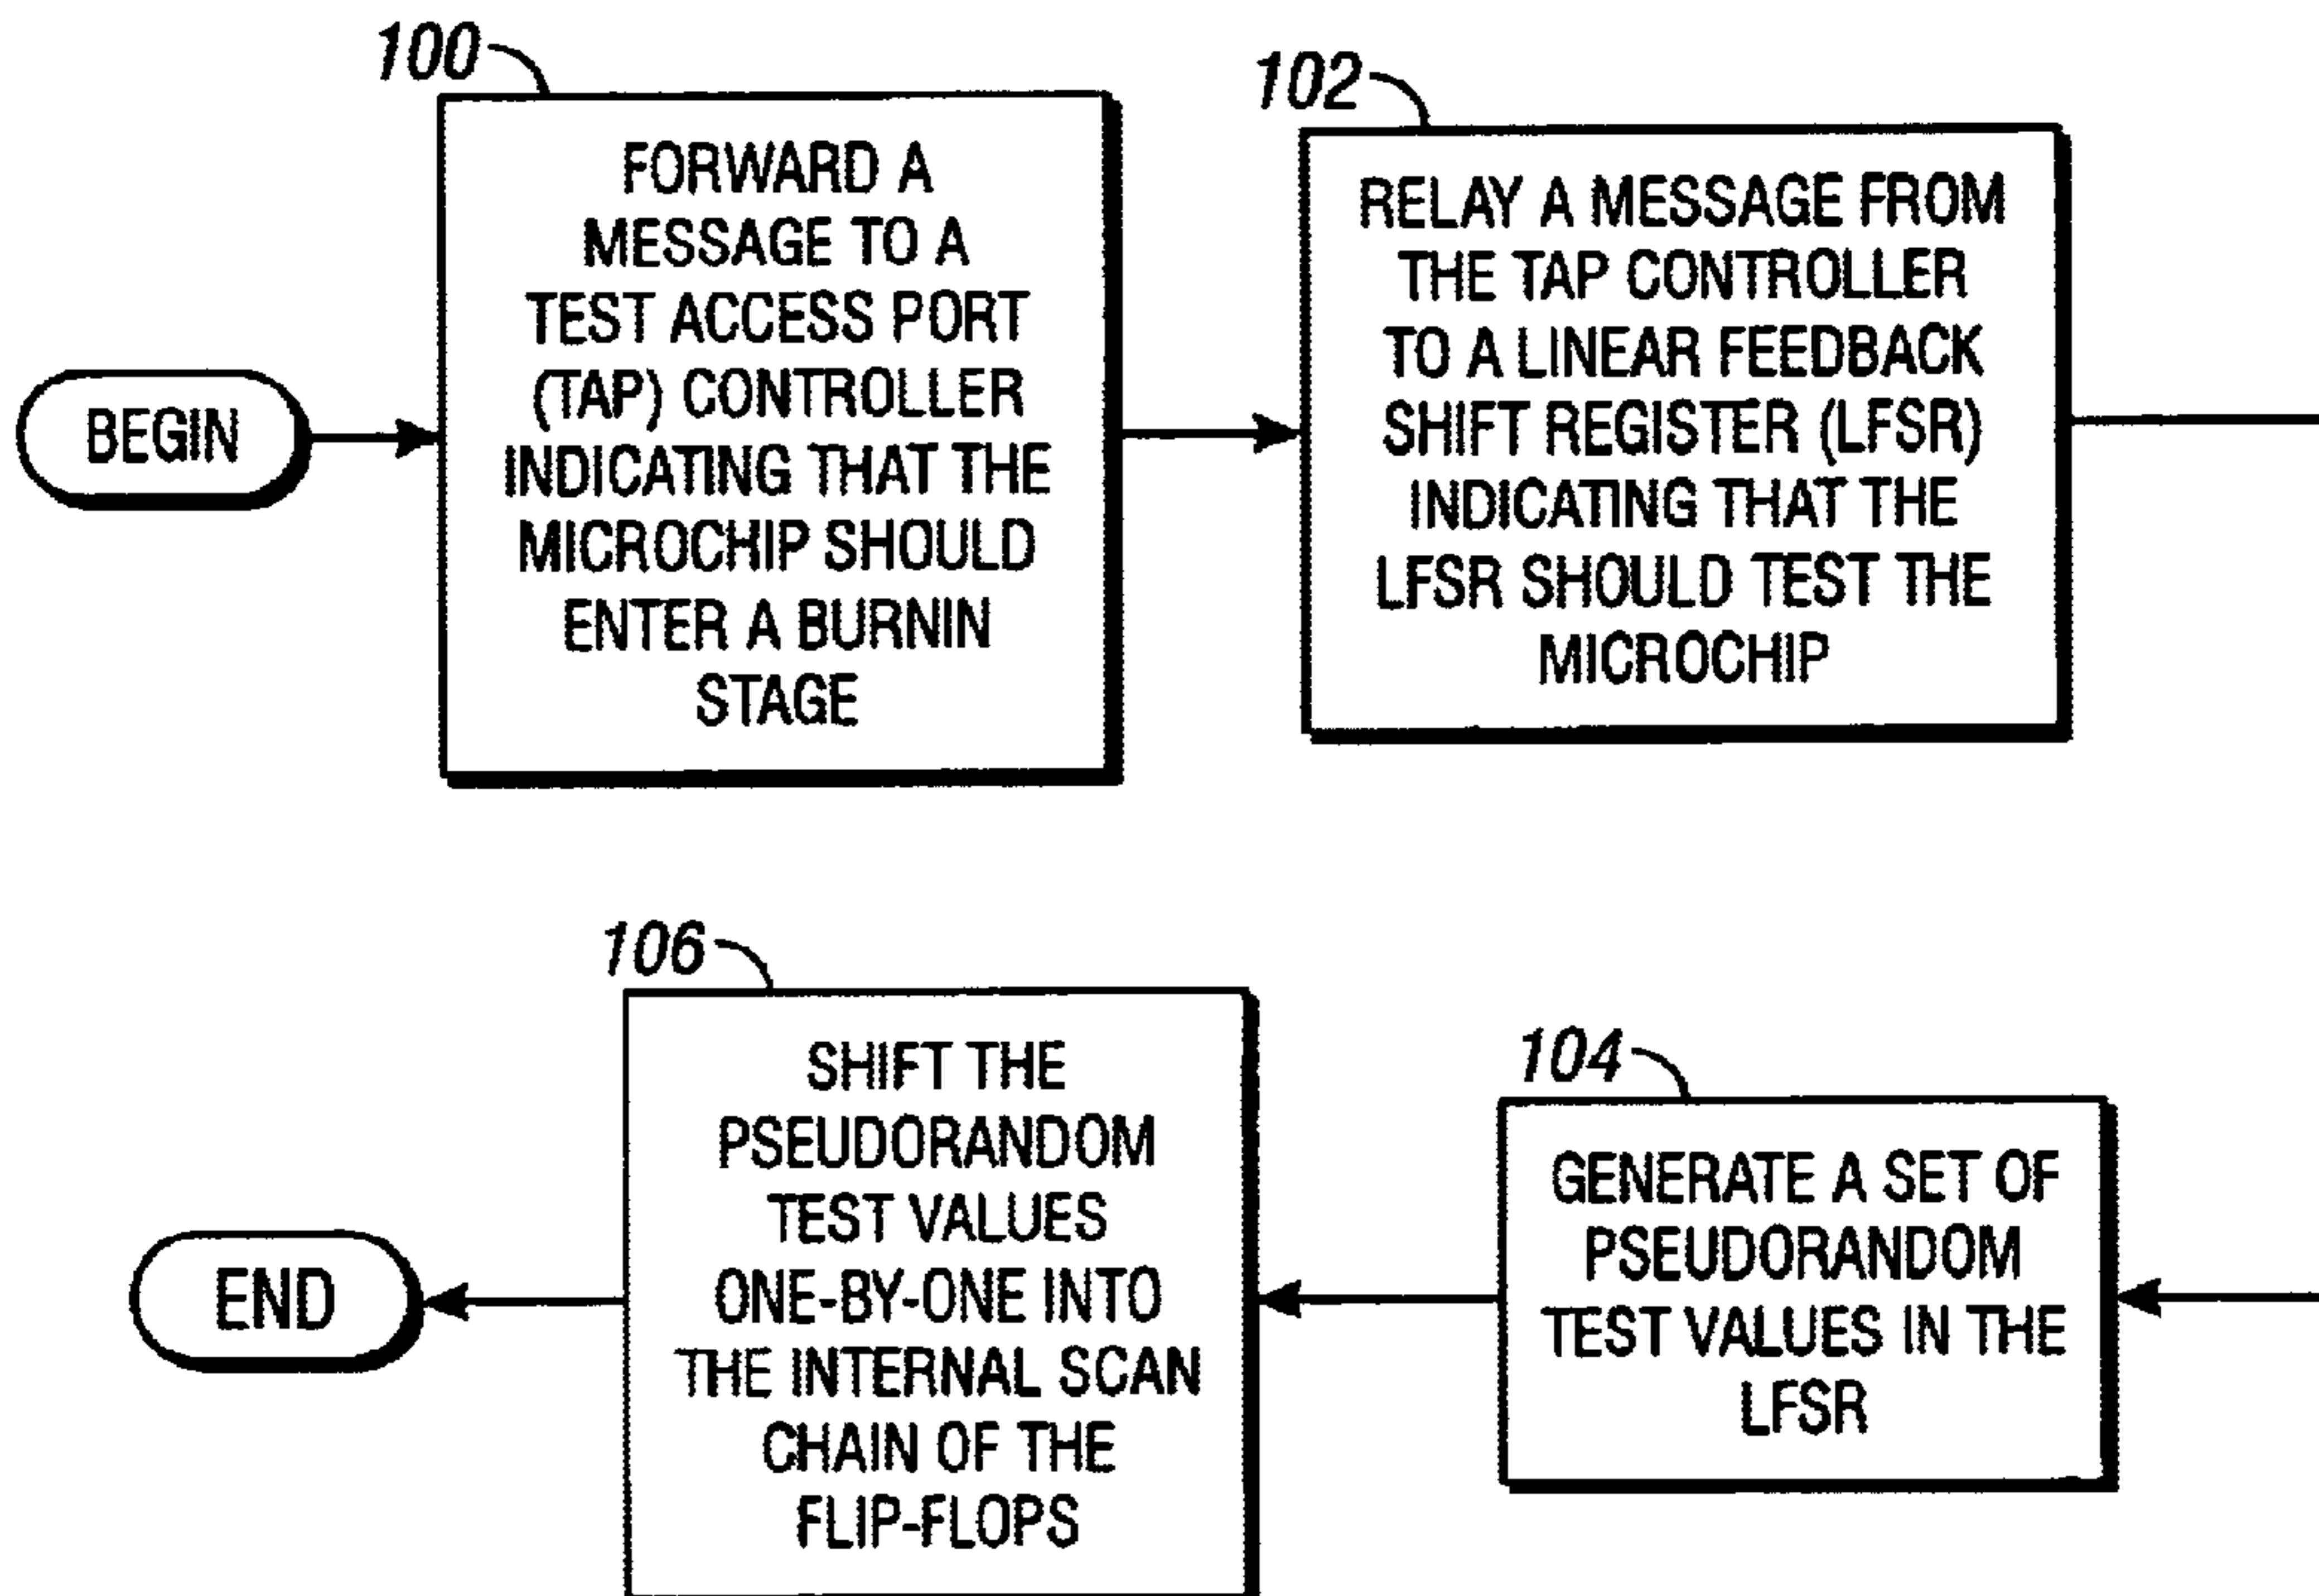 100
FORWARD A
MESSAGE TO A
TEST ACCESS PORT
(TAP) CONTROLLER
INDICATING THAT THE
MICROCHIP SHOULD
ENTER A BURNIN
STAGE
102
RELAY A MESSAGE FROM
THE TAP CONTROLLER
TO A LINEAR FEEDBACK
SHIFT REGISTER (LFSR)
INDICATING THAT THE
LFSR SHOULD TEST THE
MICROCHIP
BEGIN
106
SHIFT THE
PSEUDORANDOM
TEST VALUES
ONE-BY-ONE INTO
THE INTERNAL SCAN
CHAIN OF THE
FLIP-FLOPS
104
GENERATE A SET OF
PSEUDORANDOM
TEST VALUES IN THE
LFSR
END